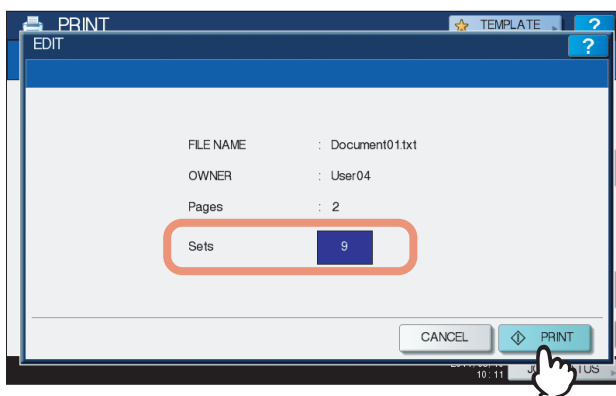 PRINT
TEMPLATE
?
EDIT
?
FILE NAME : Document01.txt
OWNER : User04
Pages : 2
Sets 9
CANCEL
PRINT
10:11